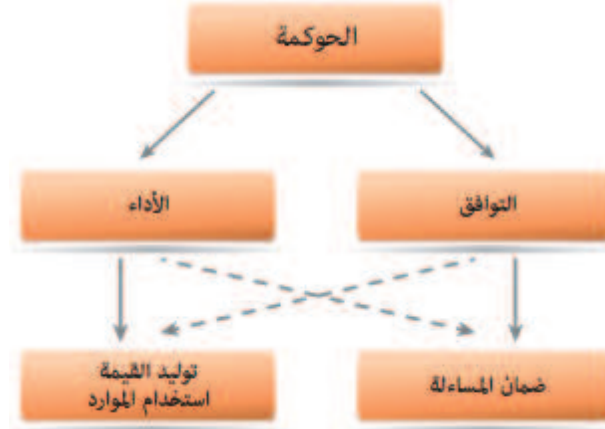 الحوكمة
التوافق
الأداء
ضمان المساءلة
توليد القيمة
استخدام الموارد